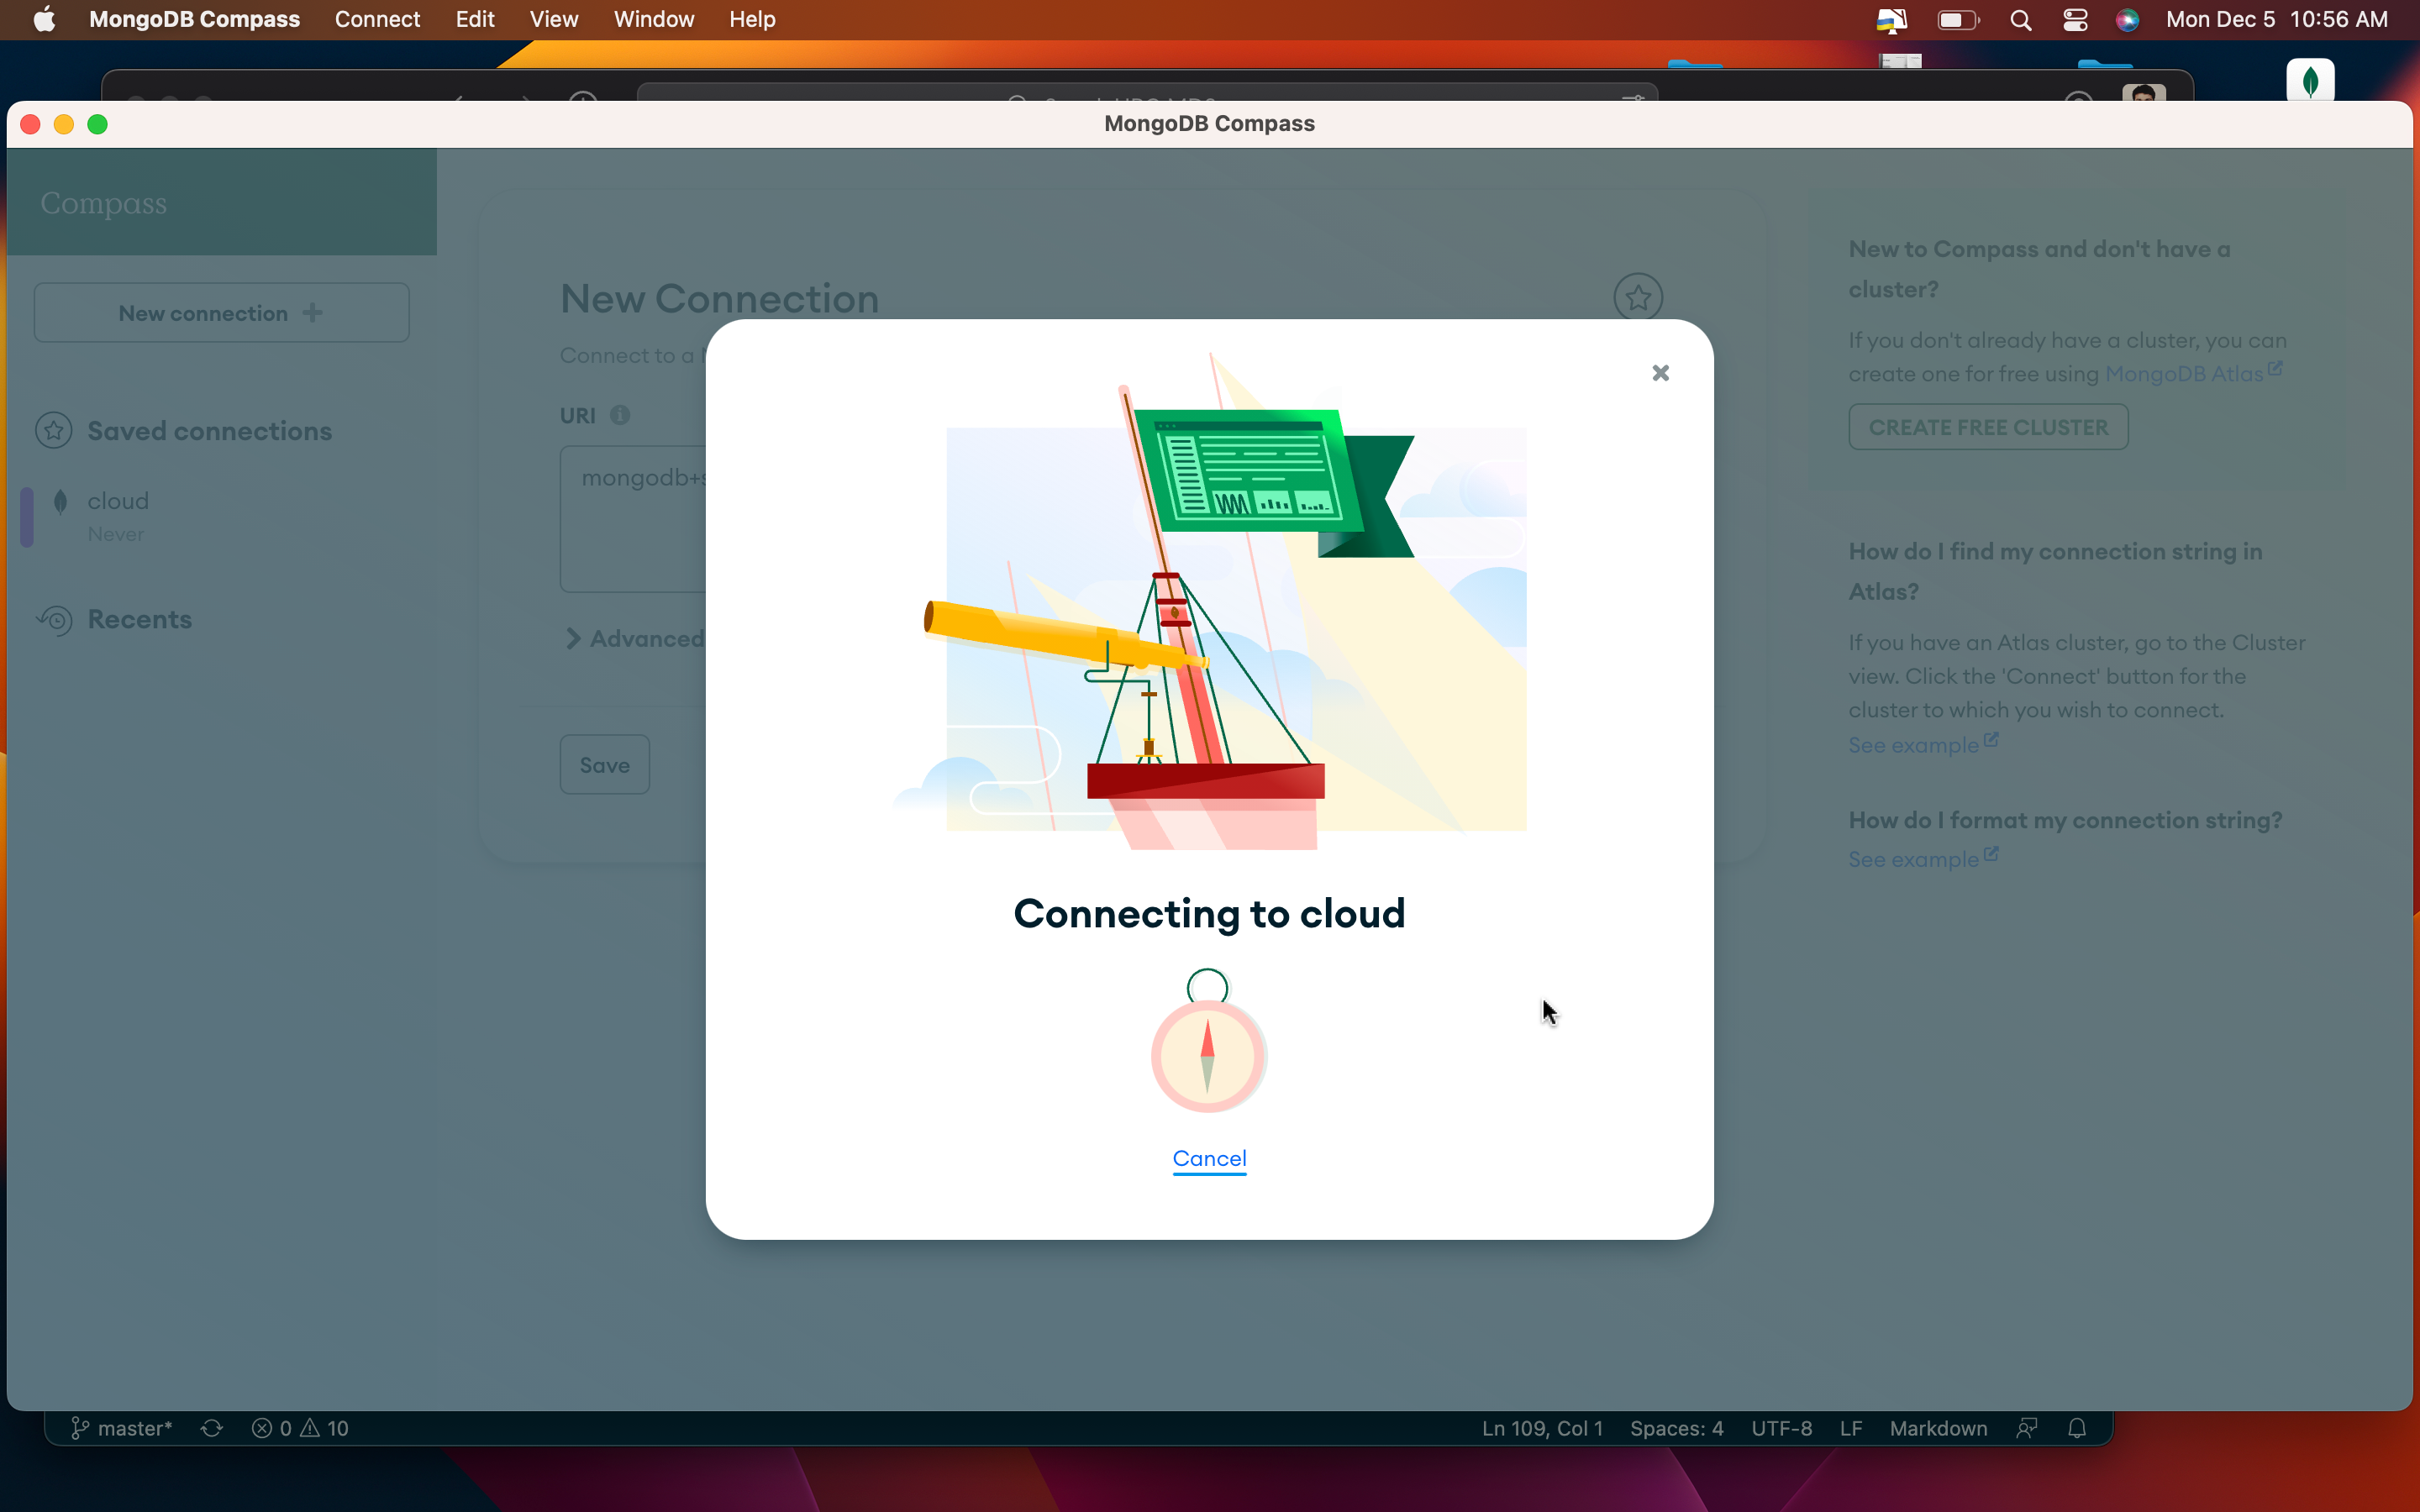 MongoDB Compass Connect Edit View Window Help Mon Dec 5 10:56 AM
MongoDB Compass
Compass
New connection
Saved connections
cloud
Never
Recents
New Connection
Connect to a
URI
mongodb+s
Advanced
Save
Connecting to cloud
Cancel
New to Compass and don't have a
cluster?
If you don't already have a cluster, you can
create one for free using MongoDB Atlas
CREATE FREE CLUSTER
How do I find my connection string in
Atlas?
If you have an Atlas cluster, go to the Cluster
view. Click the 'Connect' button for the
cluster to which you wish to connect.
See example
How do I format my connection string?
See example
master* 0 10 Ln 109, Col 1 Spaces: 4 UTF-8 LF Markdown